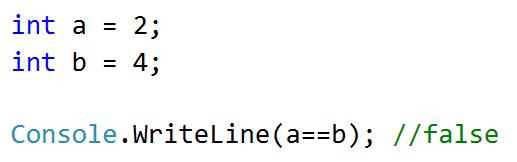 int a = 2;
int b = 4;
Console.WriteLine(a==b); //false